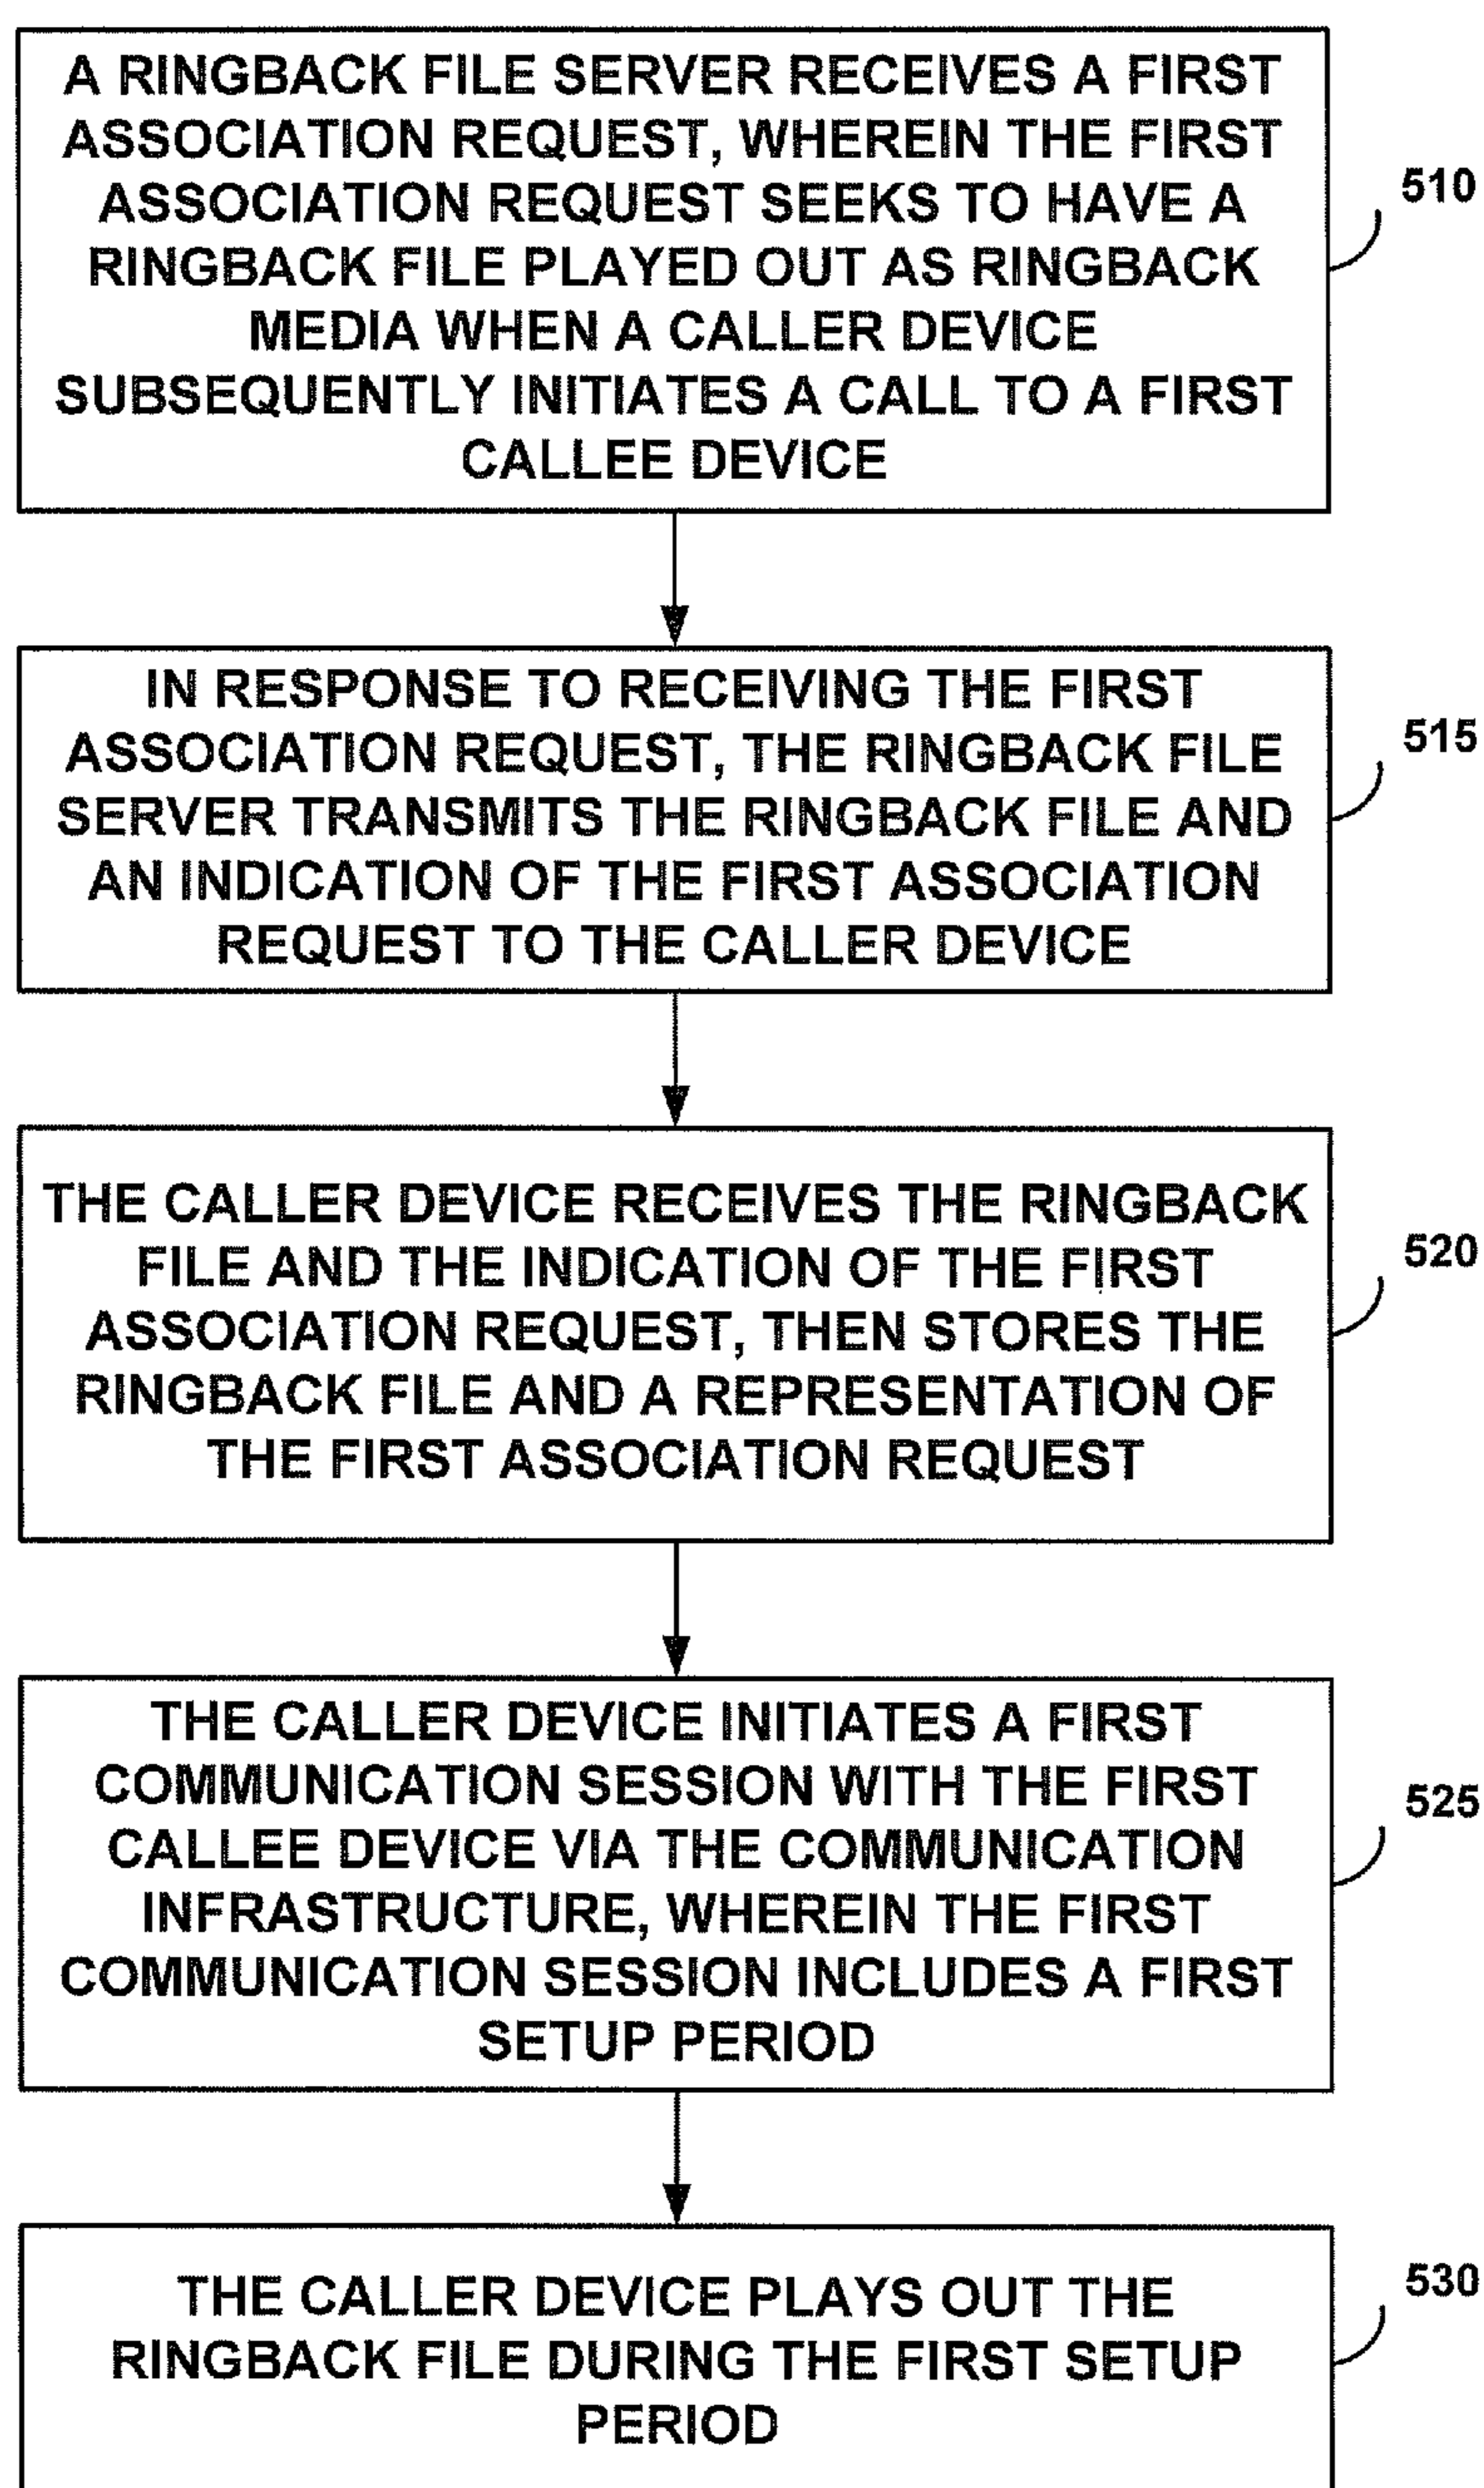 A RINGBACK FILE SERVER RECEIVES A FIRST
ASSOCIATION REQUEST, WHEREIN THE FIRST
ASSOCIATION REQUEST SEEKS TO HAVE A
RINGBACK FILE PLAYED OUT AS RINGBACK
MEDIA WHEN A CALLER DEVICE
SUBSEQUENTLY INITIATES A CALL TO A FIRST
CALLEE DEVICE
510
IN RESPONSE TO RECEIVING THE FIRST
ASSOCIATION REQUEST, THE RINGBACK FILE
SERVER TRANSMITS THE RINGBACK FILE AND
AN INDICATION OF THE FIRST ASSOCIATION
REQUEST TO THE CALLER DEVICE
515
THE CALLER DEVICE RECEIVES THE RINGBACK
FILE AND THE INDICATION OF THE FIRST
ASSOCIATION REQUEST, THEN STORES THE
RINGBACK FILE AND A REPRESENTATION OF
THE FIRST ASSOCIATION REQUEST
520
THE CALLER DEVICE INITIATES A FIRST
COMMUNICATION SESSION WITH THE FIRST
CALLEE DEVICE VIA THE COMMUNICATION
INFRASTRUCTURE, WHEREIN THE FIRST
COMMUNICATION SESSION INCLUDES A FIRST
SETUP PERIOD
525
THE CALLER DEVICE PLAYS OUT THE
RINGBACK FILE DURING THE FIRST SETUP
PERIOD
530